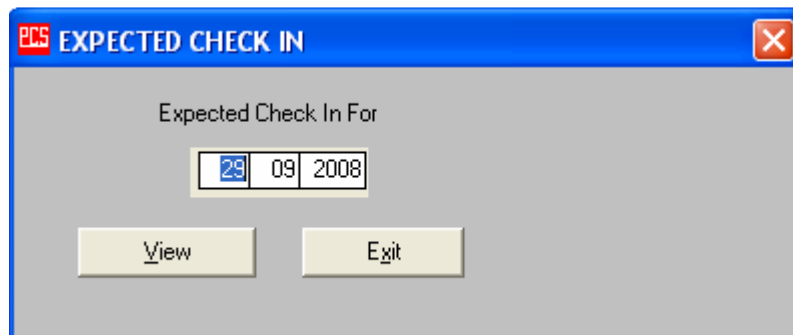 PCS EXPECTED CHECK IN
Expected Check In For
29 09 2008
View Exit